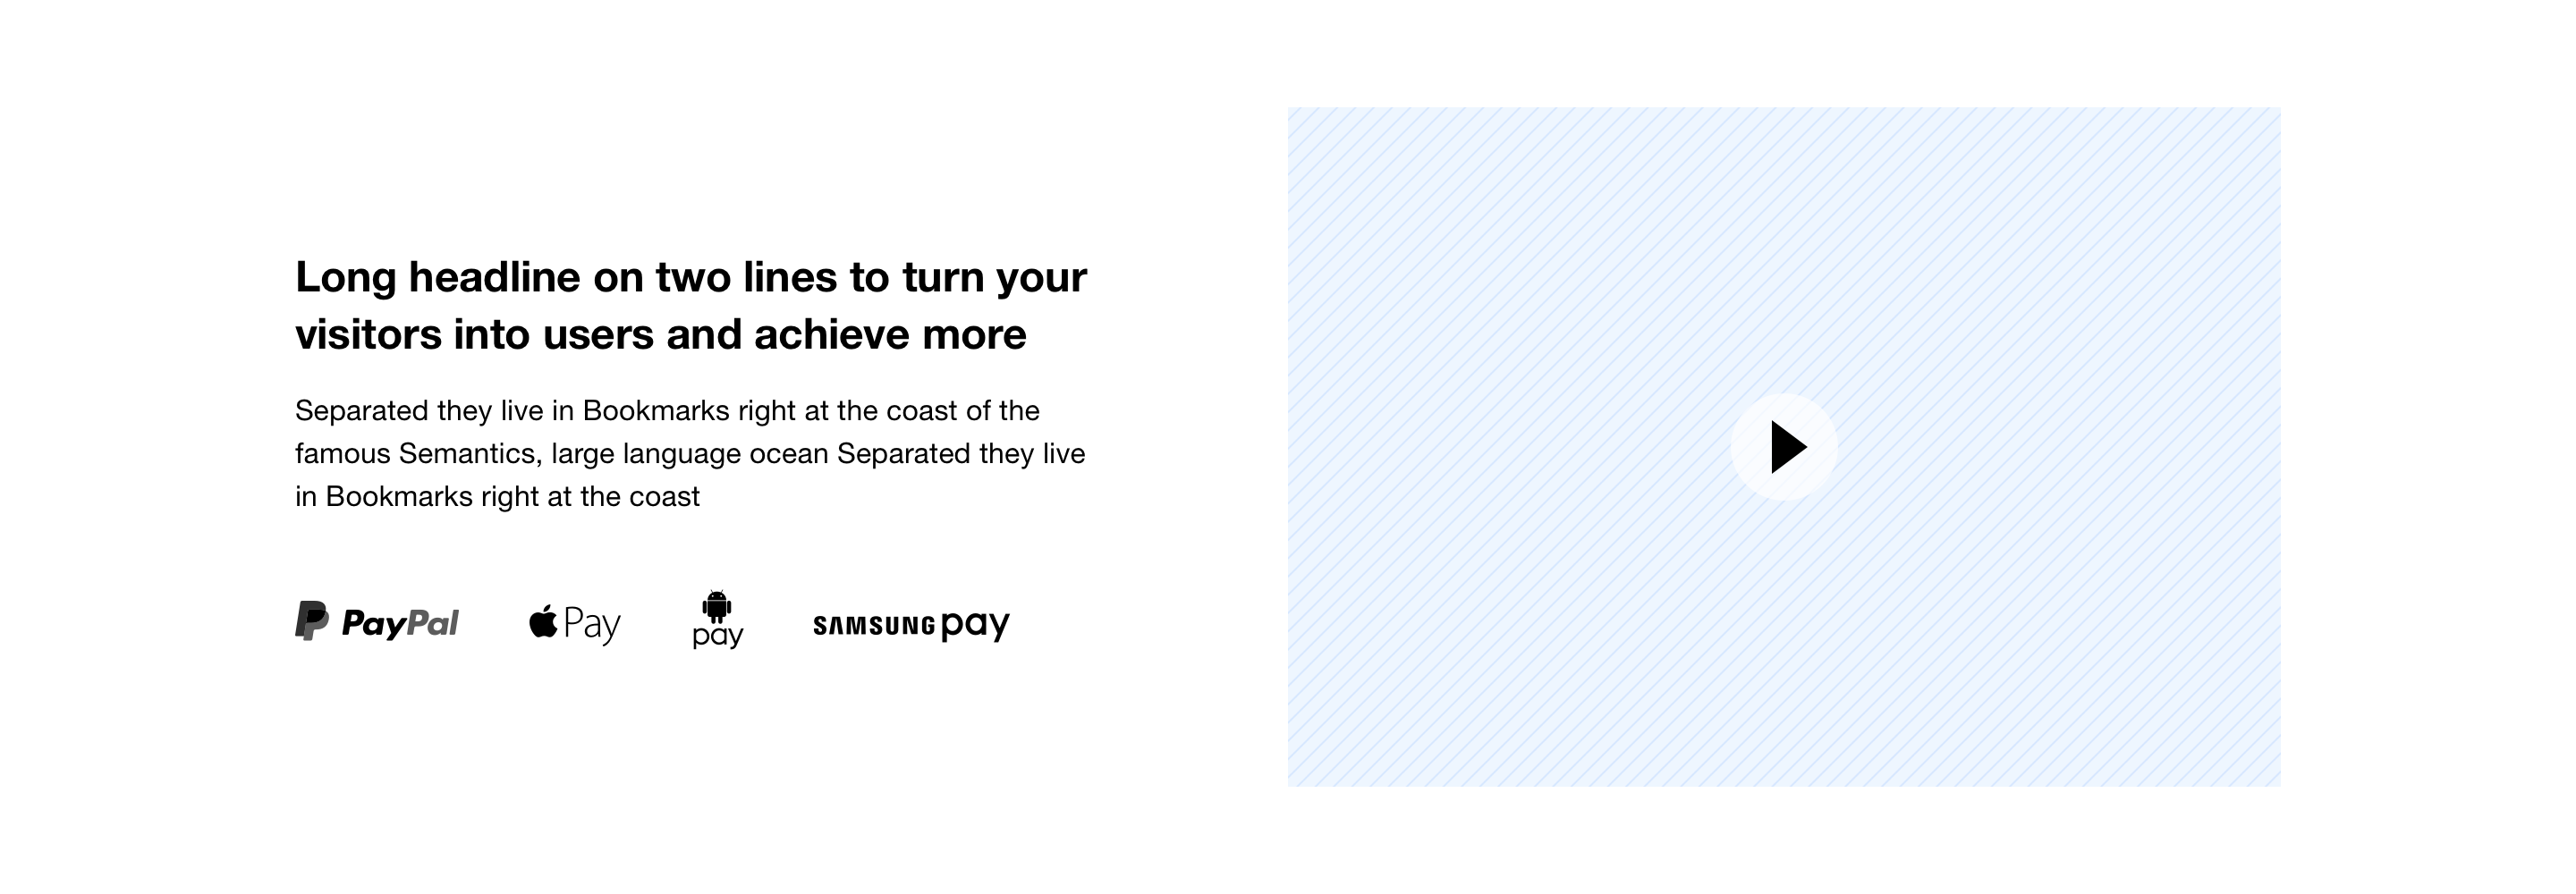 Long headline on two lines to turn your
visitors into users and achieve more
Separated they live in Bookmarks right at the coast of the
famous Semantics, large language ocean Separated they live
in Bookmarks right at the coast
PayPal
Pay
pay
SAMSUNG pay